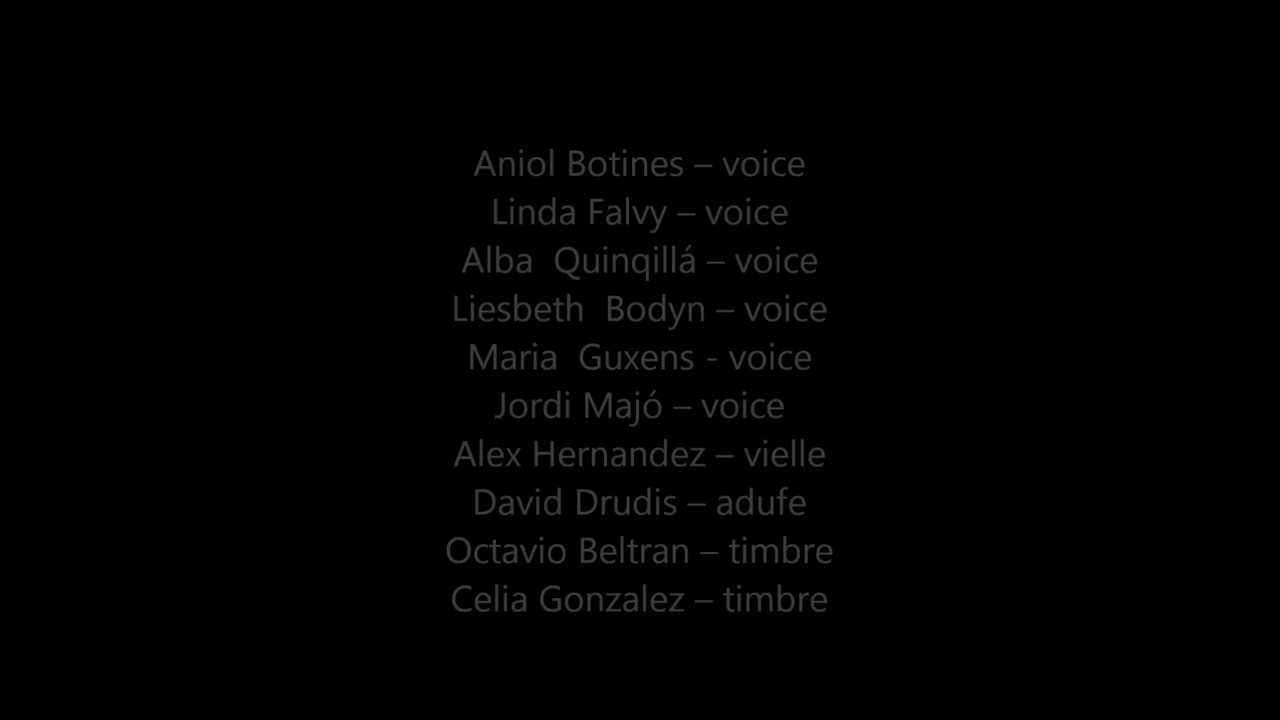 Aniol Botines – voice
Linda Falvy – voice
Alba  Quinqillá – voice
Liesbeth  Bodyn – voice
Maria  Guxens - voice
Jordi Majó – voice
Alex Hernandez – vielle
David Drudis – adufe
Octavio Beltran – timbre
Celia Gonzalez – timbre